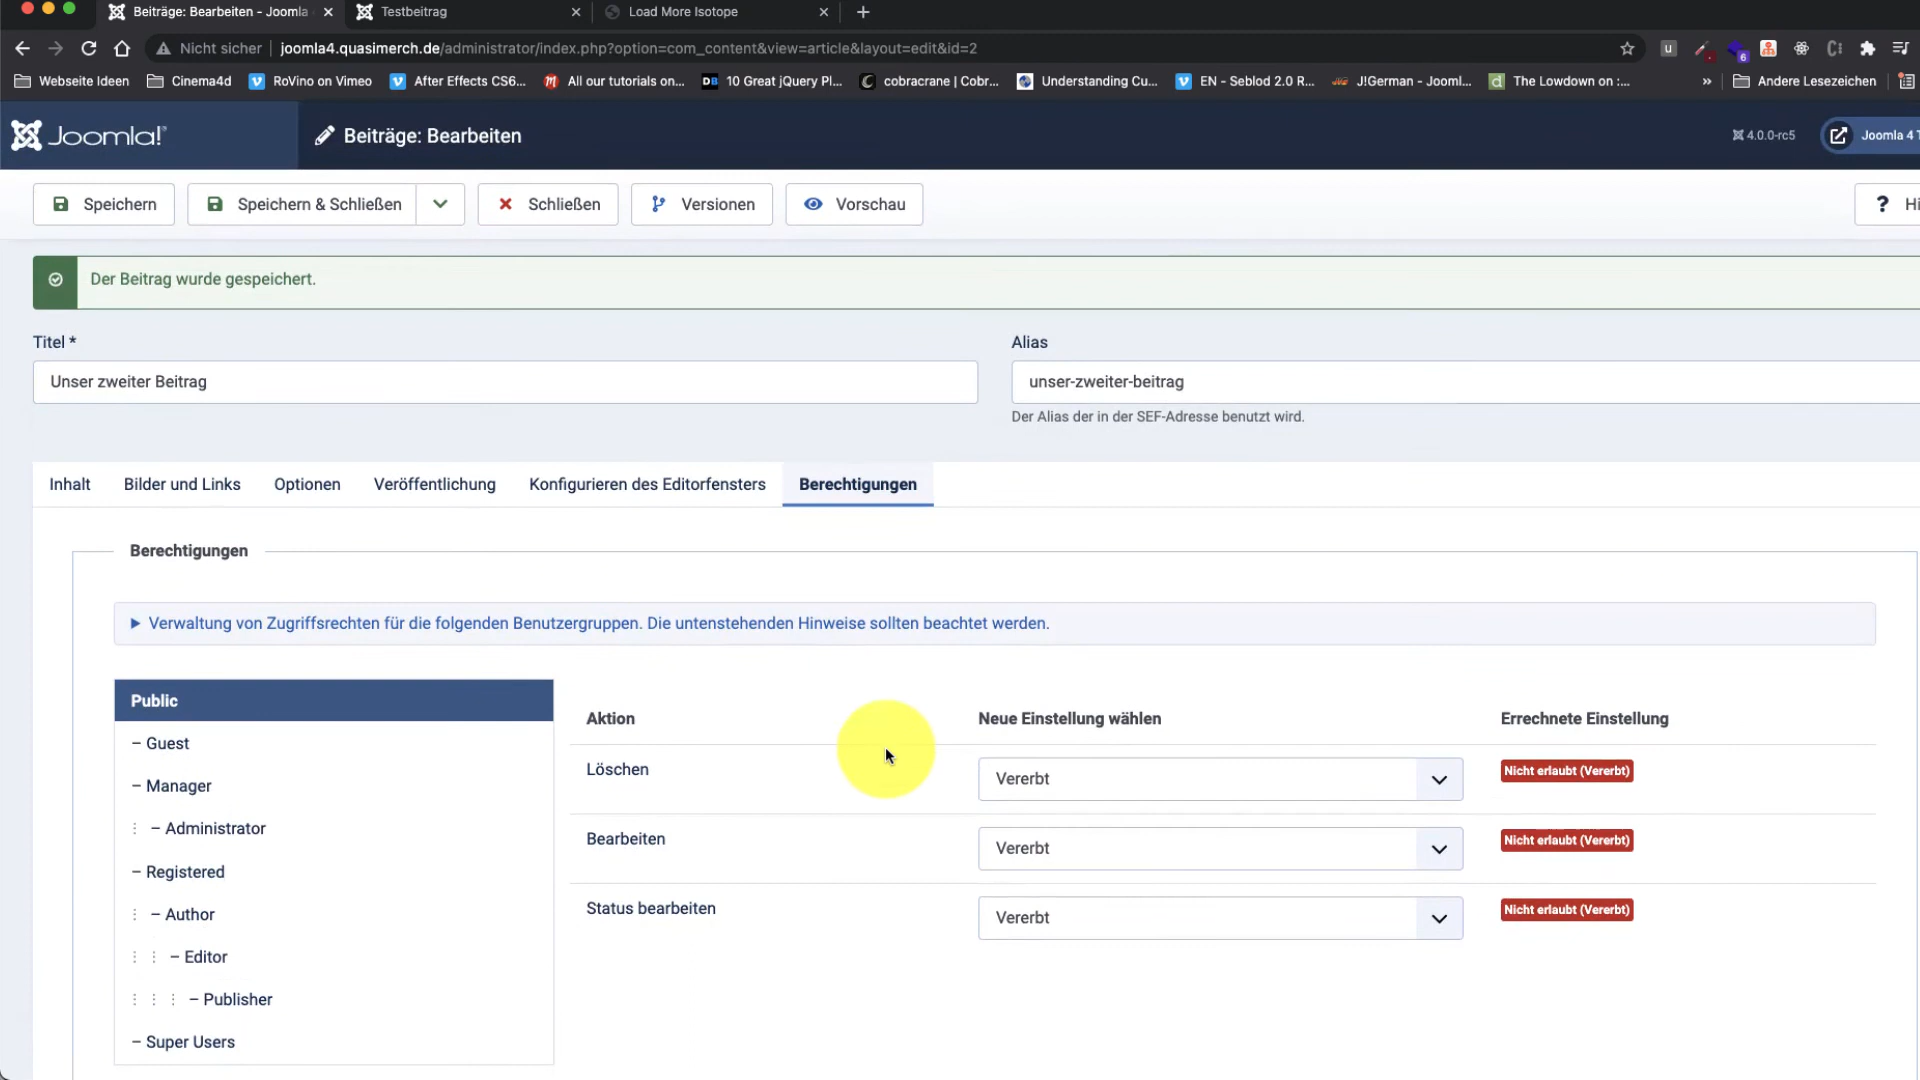 Beiträge: Bearbeiten - Joomla
Testbeitrag
Load More Isotope
Nicht sicher
joomla4.quasimerch.de/administrator/index.php?option=com_content&view=article&layout=edit&id=2
Webseite Ideen
Cinema4d
RoVino on Vimeo
After Effects CS6...
All our tutorials on...
10 Great jQuery Pl...
cobracrane | Cobr...
Understanding Cu...
EN - Seblod 2.0 R...
J!German - Jooml...
The Lowdown on :...
»
Andere Lesezeichen
Joomla!
Beiträge: Bearbeiten
4.0.0-rc5
Joomla 4 T
Speichern
Speichern & Schließen
Schließen
Versionen
Vorschau
? Hi
Der Beitrag wurde gespeichert.
Titel *
Unser zweiter Beitrag
Alias
unser-zweiter-beitrag
Der Alias der in der SEF-Adresse benutzt wird.
Inhalt
Bilder und Links
Optionen
Veröffentlichung
Konfigurieren des Editorfensters
Berechtigungen
Berechtigungen
Verwaltung von Zugriffsrechten für die folgenden Benutzergruppen. Die untenstehenden Hinweise sollten beachtet werden.
Public
– Guest
– Manager
– Administrator
– Registered
– Author
– Editor
– Publisher
– Super Users
Aktion
Neue Einstellung wählen
Errechnete Einstellung
Löschen
Vererbt
Nicht erlaubt (Vererbt)
Bearbeiten
Vererbt
Nicht erlaubt (Vererbt)
Status bearbeiten
Vererbt
Nicht erlaubt (Vererbt)